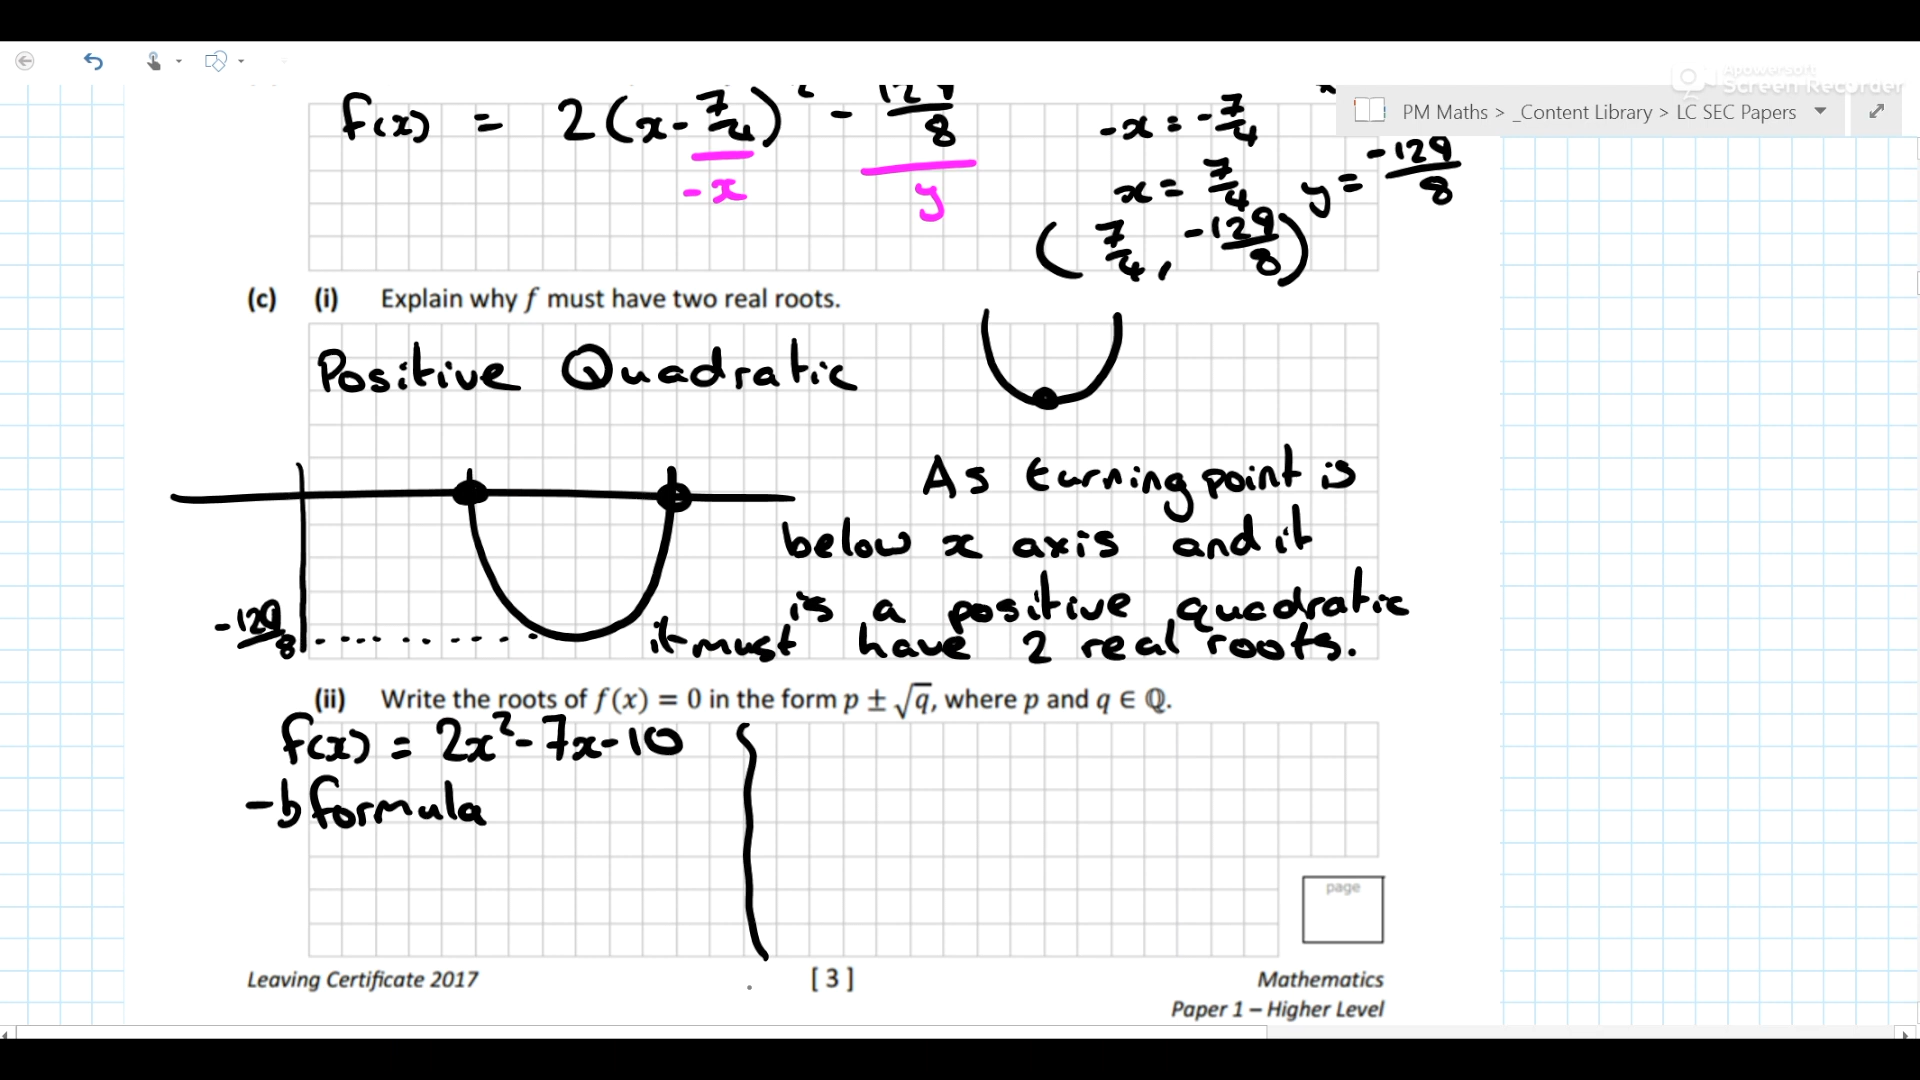 Apowersoft
Screen Recorder
PM Maths > _Content Library > LC SEC Papers
f(x) = 2(x - 7/4)² - 129/8
-x
y
-x = -7/4
x = 7/4 y = -129/8
(7/4, -129/8)
(c) (i) Explain why f must have two real roots.
Positive Quadratic
As turning point is
below x axis and it
is a positive quadratic
it must have 2 real roots.
-129/8
(ii) Write the roots of f(x) = 0 in the form p ± √q, where p and q ∈ ℚ.
f(x) = 2x² - 7x - 10
-b formula
page
Leaving Certificate 2017
[ 3 ]
Mathematics
Paper 1 – Higher Level